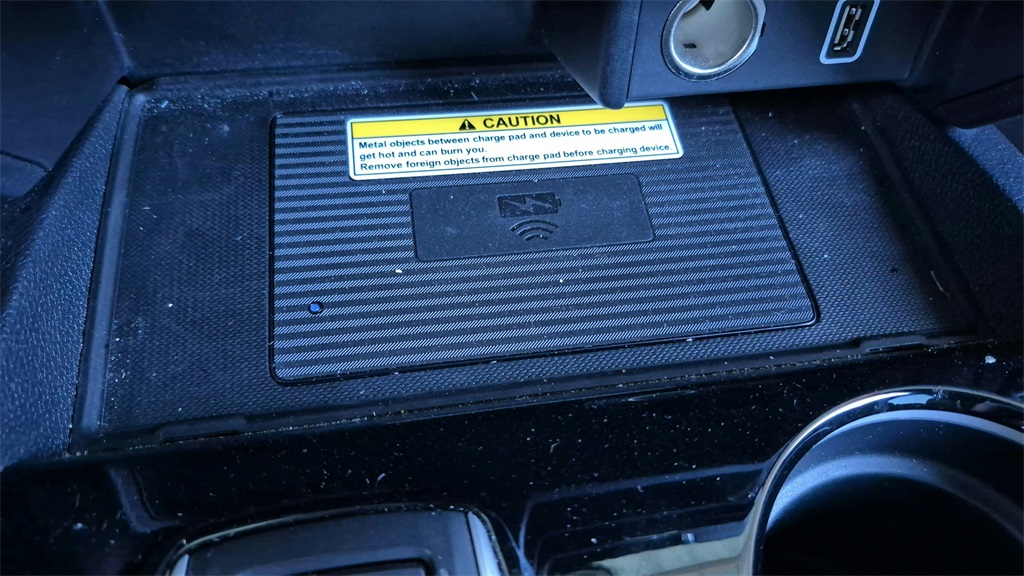 CAUTION
Metal objects between charge pad and device to be charged will
get hot and can burn you.
Remove foreign objects from charge pad before charging device.